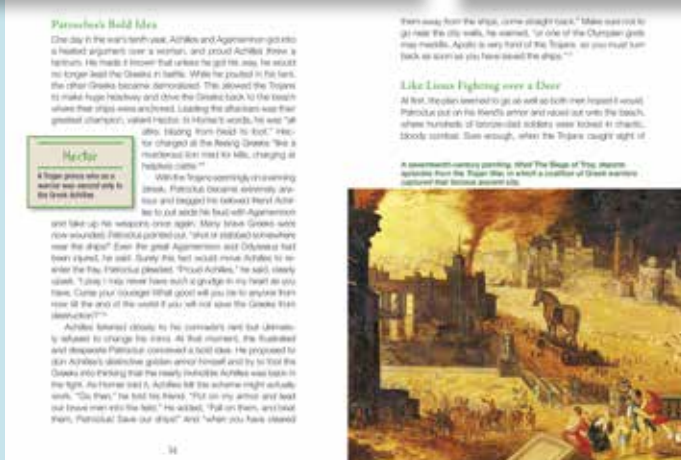 Patroclus's Bold Idea
One day in the war's tenth year, Achilles and Agamemnon got into
a heated argument over a woman, and proud Achilles threw a
tantrum. He made it known that unless he got his way, he would
no longer lead the Greeks in battle. While he pouted in his tent,
the other Greeks became demoralized. This allowed the Trojans
to make huge headway and drive the Greeks back to the beach
where their ships were anchored. Leading the attackers was their
greatest champion, valiant Hector. In Homer's words, he was "all
afire, blazing from head to foot." Hec-
tor charged at the fleeing Greeks "like a
murderous lion mad for kills, charging at
helpless cattle."
Hector
A Trojan prince who as a
warrior was second only to
the Greek Achilles
With the Trojans seemingly on a winning
streak, Patroclus became extremely anx-
ious and begged his beloved friend Achil-
les to put aside his feud with Agamemnon
and take up his weapons once again. Many brave Greeks were
now wounded, Patroclus pointed out, "shot or stabbed somewhere
near the ships!" Even the great Agamemnon and Odysseus had
been injured, he said. Surely this fact would move Achilles to re-
enter the fray, Patroclus pleaded. "Proud Achilles," he said, clearly
upset, "I pray I may never have such a grudge in my heart as you
have. Curse your courage! What good will you be to anyone from
now till the end of the world if you will not save the Greeks from
destruction?"
Achilles listened closely to his comrade's rant but ultimate-
ly refused to change his mind. At that moment, the frustrated
and desperate Patroclus conceived a bold idea. He proposed to
don Achilles's distinctive golden armor himself and try to fool the
Greeks into thinking that the nearly invincible Achilles was back in
the fight. As Homer told it, Achilles felt the scheme might actually
work. "Go then," he told his friend. "Put on my armor and lead
our brave men into the field." He added, "Fall on them, and beat
them, Patroclus! Save our ships!" And "when you have cleared
them away from the ships, come straight back." Make sure not to
go near the city walls, he warned, "or one of the Olympian gods
may meddle. Apollo is very fond of the Trojans, so you must turn
back as soon as you have saved the ships."
Like Lions Fighting over a Deer
At first, the plan seemed to go as well as both men hoped it would.
Patroclus put on his friend's armor and raced out onto the beach,
where hundreds of bronze-clad soldiers were locked in chaotic,
bloody combat. Sure enough, when the Trojans caught sight of
A seventeenth-century painting, titled The Siege of Troy, depicts
episodes from the Trojan War, in which a coalition of Greek warriors
captured that famous ancient city.